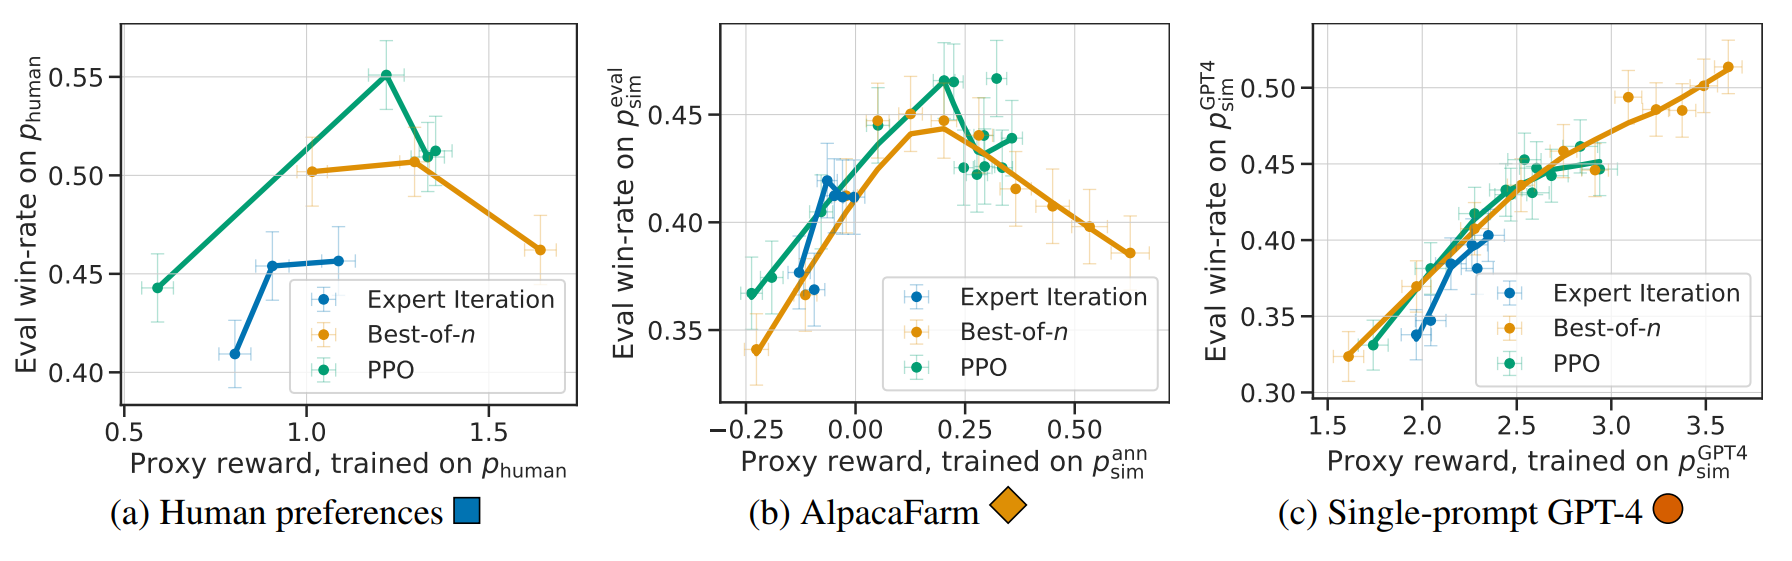 Eval win-rate on p_human
0.55
0.50
0.45
0.40
Expert Iteration
Best-of-n
PPO
0.5 1.0 1.5
Proxy reward, trained on p_human
(a) Human preferences
Eval win-rate on p_sim^eval
0.45
0.40
0.35
Expert Iteration
Best-of-n
PPO
−0.25 0.00 0.25 0.50
Proxy reward, trained on p_sim^ann
(b) AlpacaFarm
Eval win-rate on p_sim^GPT4
0.50
0.45
0.40
0.35
0.30
Expert Iteration
Best-of-n
PPO
1.5 2.0 2.5 3.0 3.5
Proxy reward, trained on p_sim^GPT4
(c) Single-prompt GPT-4